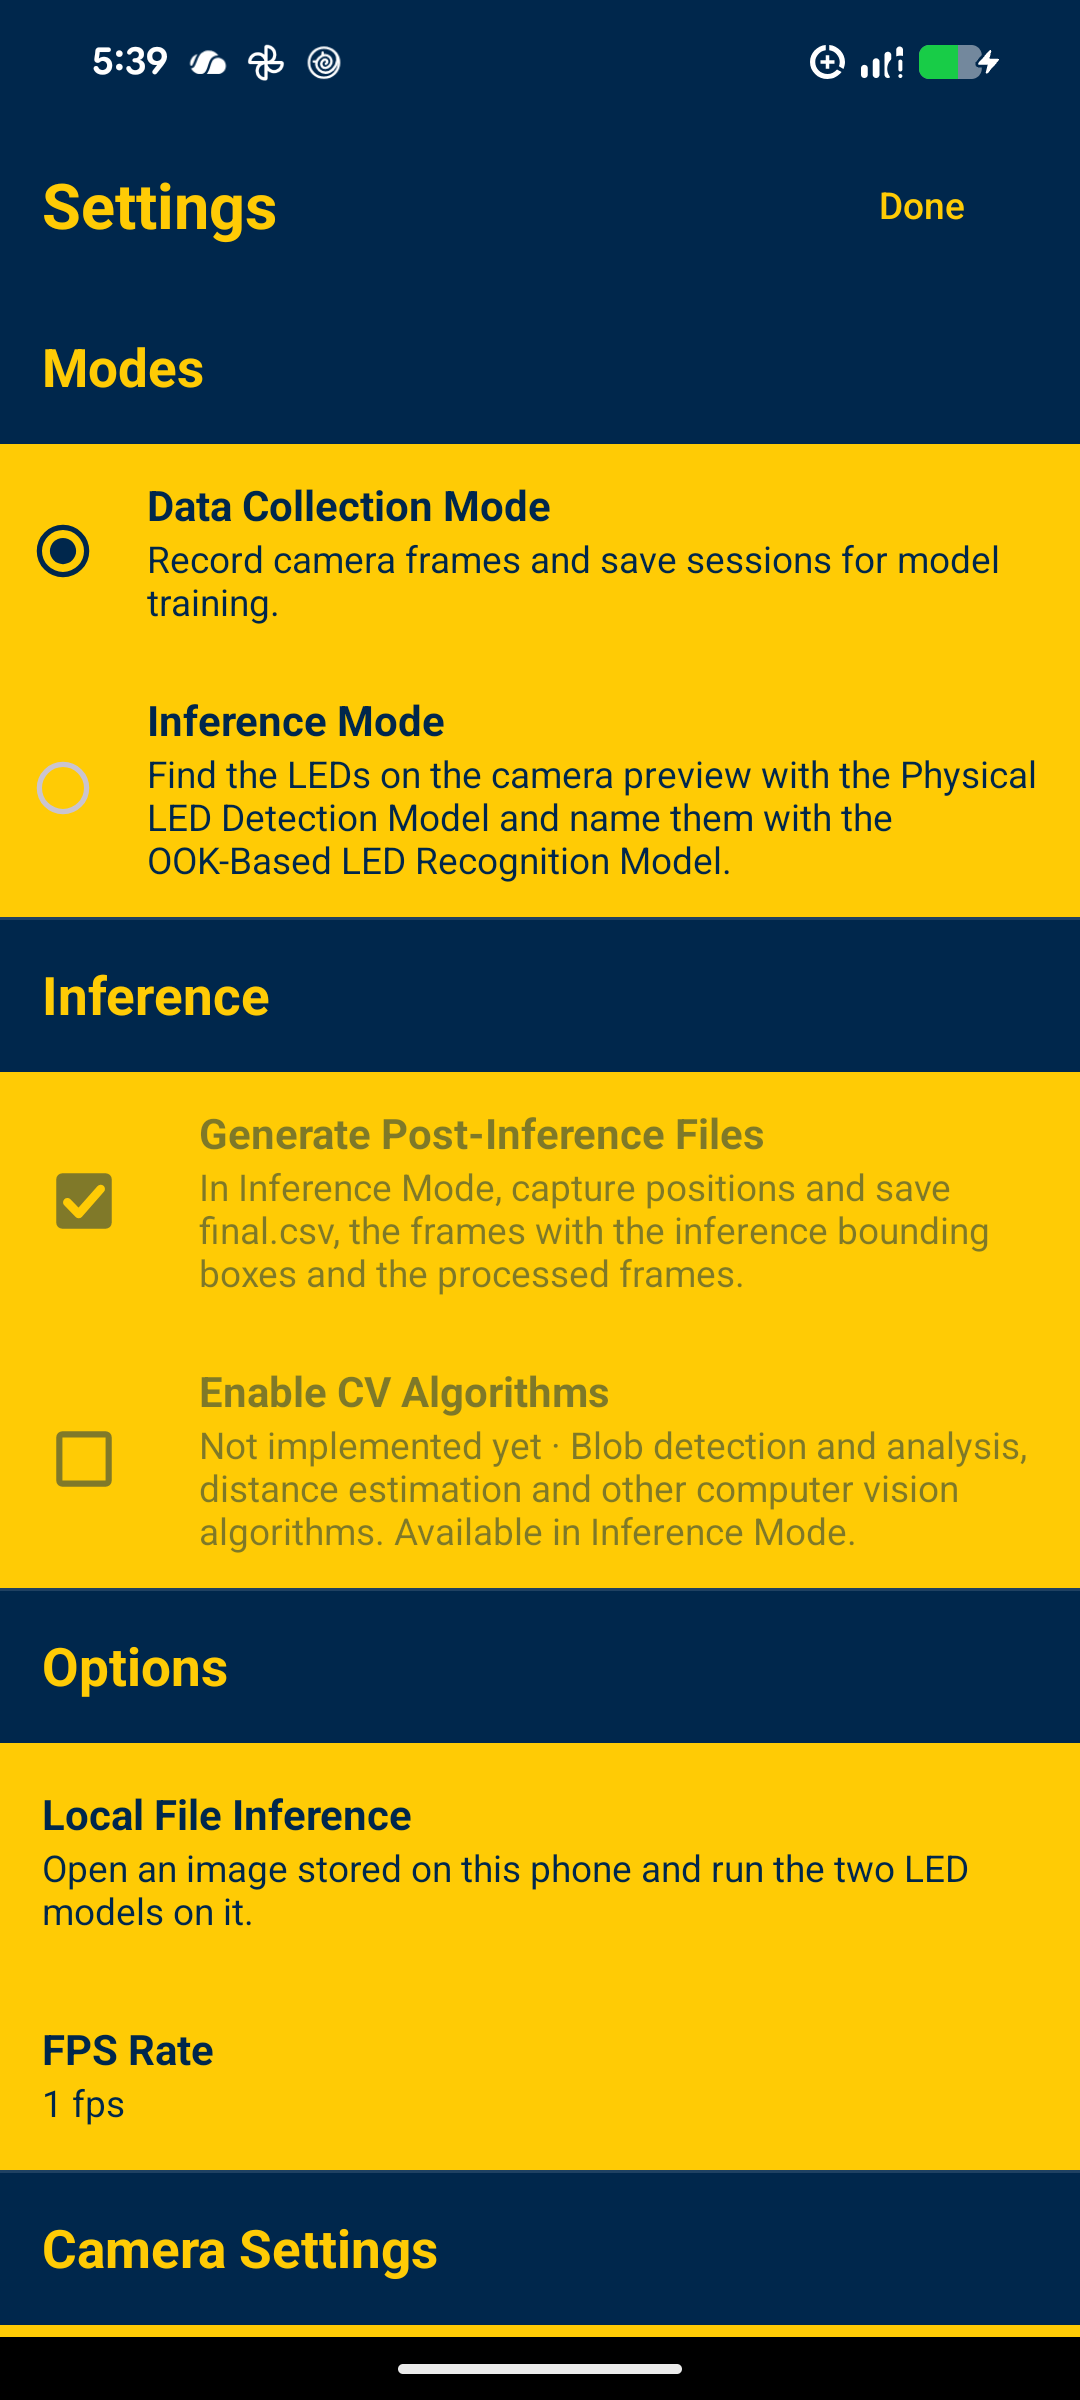 5:39
Settings
Done
Modes
Data Collection Mode
Record camera frames and save sessions for model
training.
Inference Mode
Find the LEDs on the camera preview with the Physical
LED Detection Model and name them with the
OOK-Based LED Recognition Model.
Inference
Generate Post-Inference Files
In Inference Mode, capture positions and save
final.csv, the frames with the inference bounding
boxes and the processed frames.
Enable CV Algorithms
Not implemented yet · Blob detection and analysis,
distance estimation and other computer vision
algorithms. Available in Inference Mode.
Options
Local File Inference
Open an image stored on this phone and run the two LED
models on it.
FPS Rate
1 fps
Camera Settings